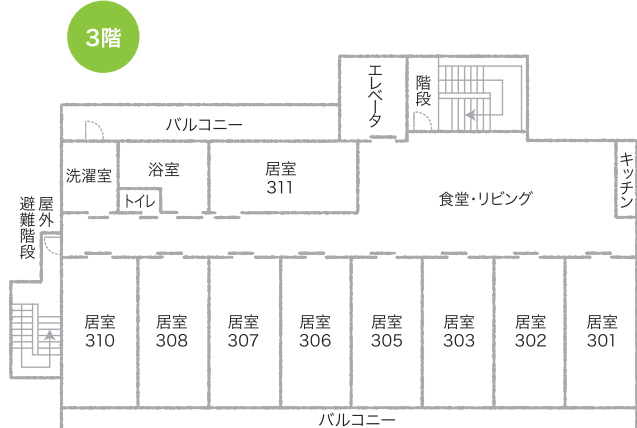 3階
エレベータ
階段
バルコニー
洗濯室
浴室
トイレ
居室
311
食堂・リビング
キッチン
屋外
避難階段
居室
310
居室
308
居室
307
居室
306
居室
305
居室
303
居室
302
居室
301
バルコニー